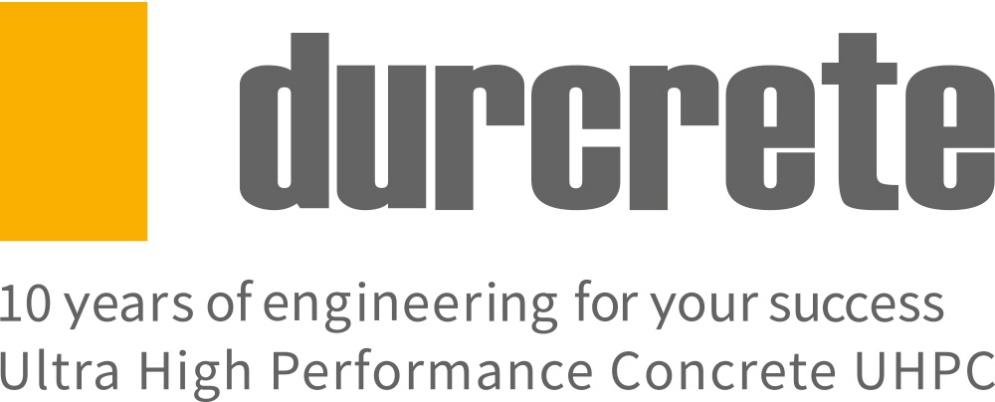 durcrete
10 years of engineering for your success
Ultra High Performance Concrete UHPC